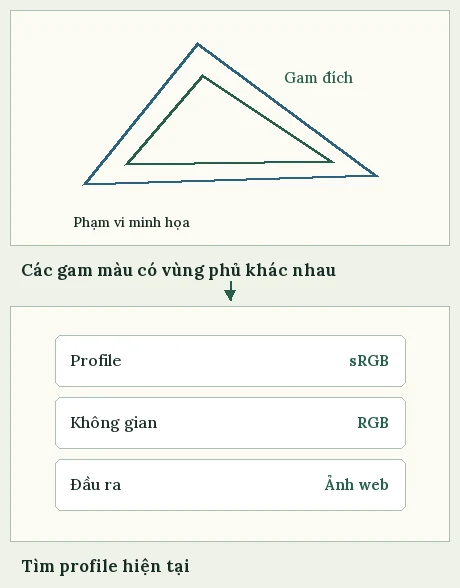 Gam đích
Phạm vi minh họa
Các gam màu có vùng phủ khác nhau
Profile sRGB
Không gian RGB
Đầu ra Ảnh web
Tìm profile hiện tại